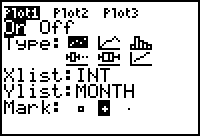 Plot1 Plot2 Plot3
On Off
Type:
Xlist:INT
Ylist:MONTH
Mark: